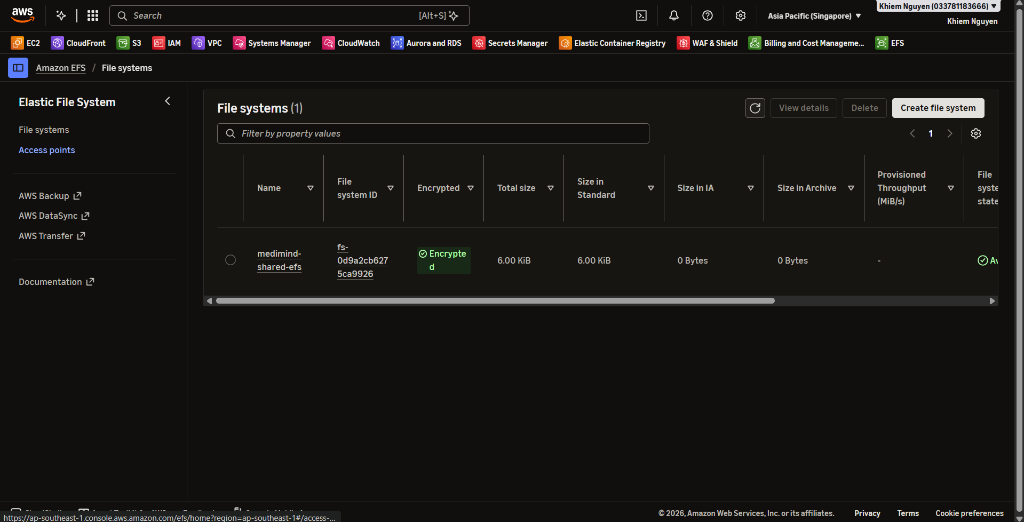 aws
Search
[Alt+S]
Asia Pacific (Singapore)
Khiem Nguyen (033781183666)
Khiem Nguyen
EC2
CloudFront
S3
IAM
VPC
Systems Manager
CloudWatch
Aurora and RDS
Secrets Manager
Elastic Container Registry
WAF & Shield
Billing and Cost Manageme...
EFS
Amazon EFS / File systems
Elastic File System
File systems
Access points
AWS Backup
AWS DataSync
AWS Transfer
Documentation
File systems (1)
View details
Delete
Create file system
Filter by property values
1
Name
File
system ID
Encrypted
Total size
Size in
Standard
Size in IA
Size in Archive
Provisioned
Throughput
(MiB/s)
File
syste
state
medimind-
shared-efs
fs-
0d9a2cb627
5ca9926
Encrypte
d
6.00 KiB
6.00 KiB
0 Bytes
0 Bytes
-
Av
https://ap-southeast-1.console.aws.amazon.com/efs/home?region=ap-southeast-1#/access-...
© 2026, Amazon Web Services, Inc. or its affiliates.
Privacy
Terms
Cookie preferences